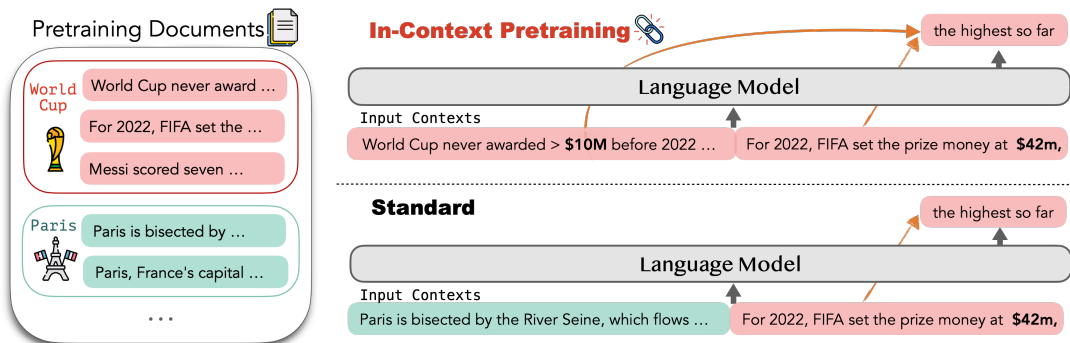 Pretraining Documents
World
Cup
World Cup never award ...
For 2022, FIFA set the ...
Messi scored seven ...
Paris
Paris is bisected by ...
Paris, France's capital ...
...
In-Context Pretraining
the highest so far
Language Model
Input Contexts
World Cup never awarded > $10M before 2022 ...
For 2022, FIFA set the prize money at $42m,
Standard
the highest so far
Language Model
Input Contexts
Paris is bisected by the River Seine, which flows ...
For 2022, FIFA set the prize money at $42m,